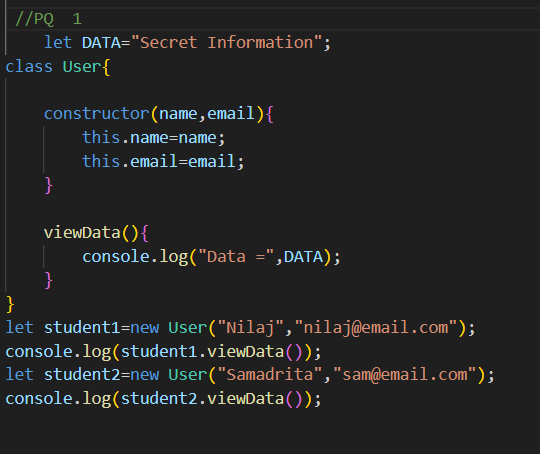 //PQ  1
let DATA="Secret Information";
class User{
constructor(name,email){
this.name=name;
this.email=email;
}
viewData(){
console.log("Data =",DATA);
}
}
let student1=new User("Nilaj","nilaj@email.com");
console.log(student1.viewData());
let student2=new User("Samadrita","sam@email.com");
console.log(student2.viewData());